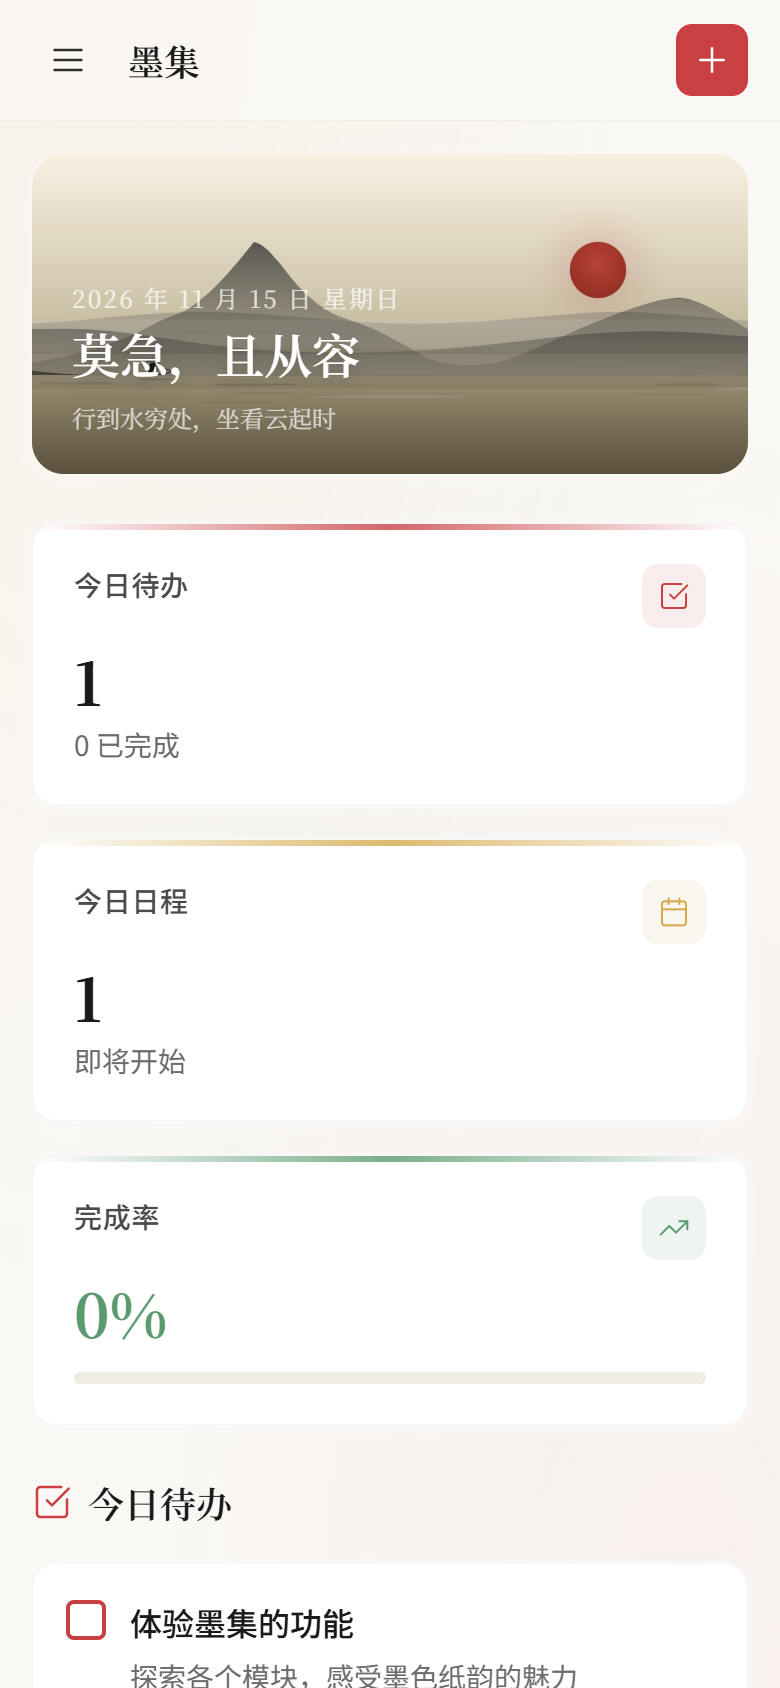 墨集
2026 年 11 月 15 日 星期日
莫急，且从容
行到水穷处，坐看云起时
今日待办
1
0 已完成
今日日程
1
即将开始
完成率
0%
今日待办
体验墨集的功能
探索各个模块，感受墨色纸韵的魅力